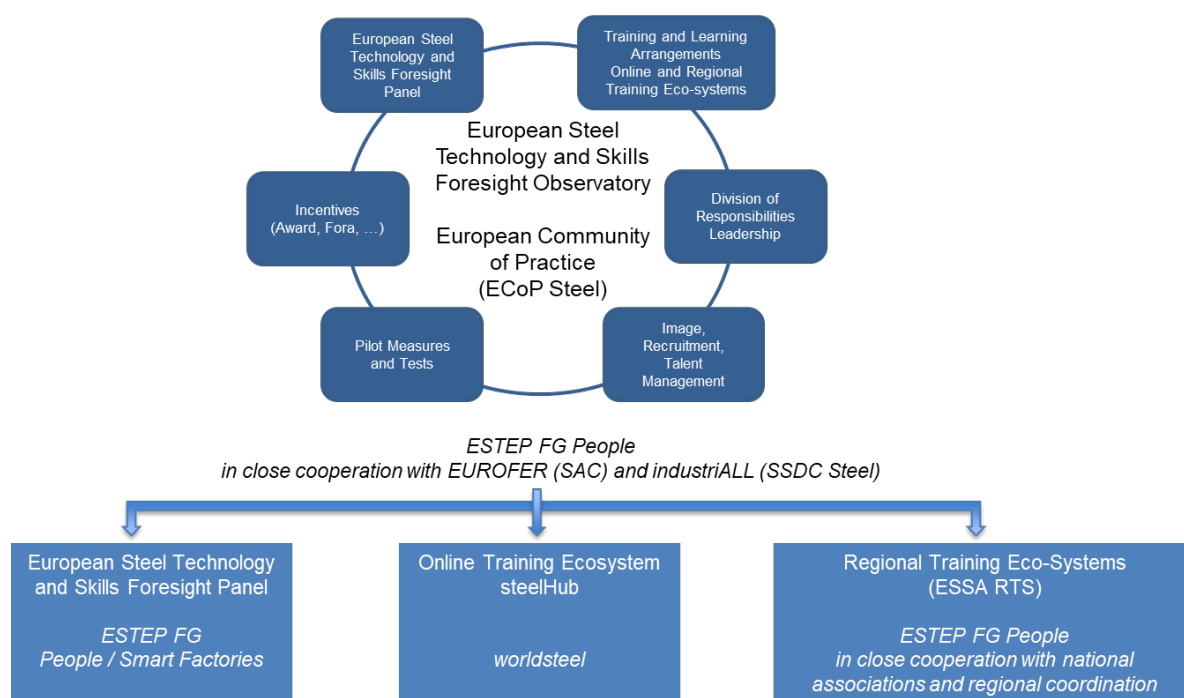 European Steel
Technology and
Skills Foresight
Panel
Training and Learning
Arrangements
Online and Regional
Training Eco-systems
European Steel
Technology and Skills
Foresight Observatory
Incentives
(Award, Fora, …)
Division of
Responsibilities
Leadership
European Community
of Practice
(ECoP Steel)
Pilot Measures
and Tests
Image,
Recruitment,
Talent
Management
ESTEP FG People
in close cooperation with EUROFER (SAC) and industriALL (SSDC Steel)
European Steel Technology
and Skills Foresight Panel
ESTEP FG
People / Smart Factories
Online Training Ecosystem
steelHub
worldsteel
Regional Training Eco-Systems
(ESSA RTS)
ESTEP FG People
in close cooperation with national
associations and regional coordination